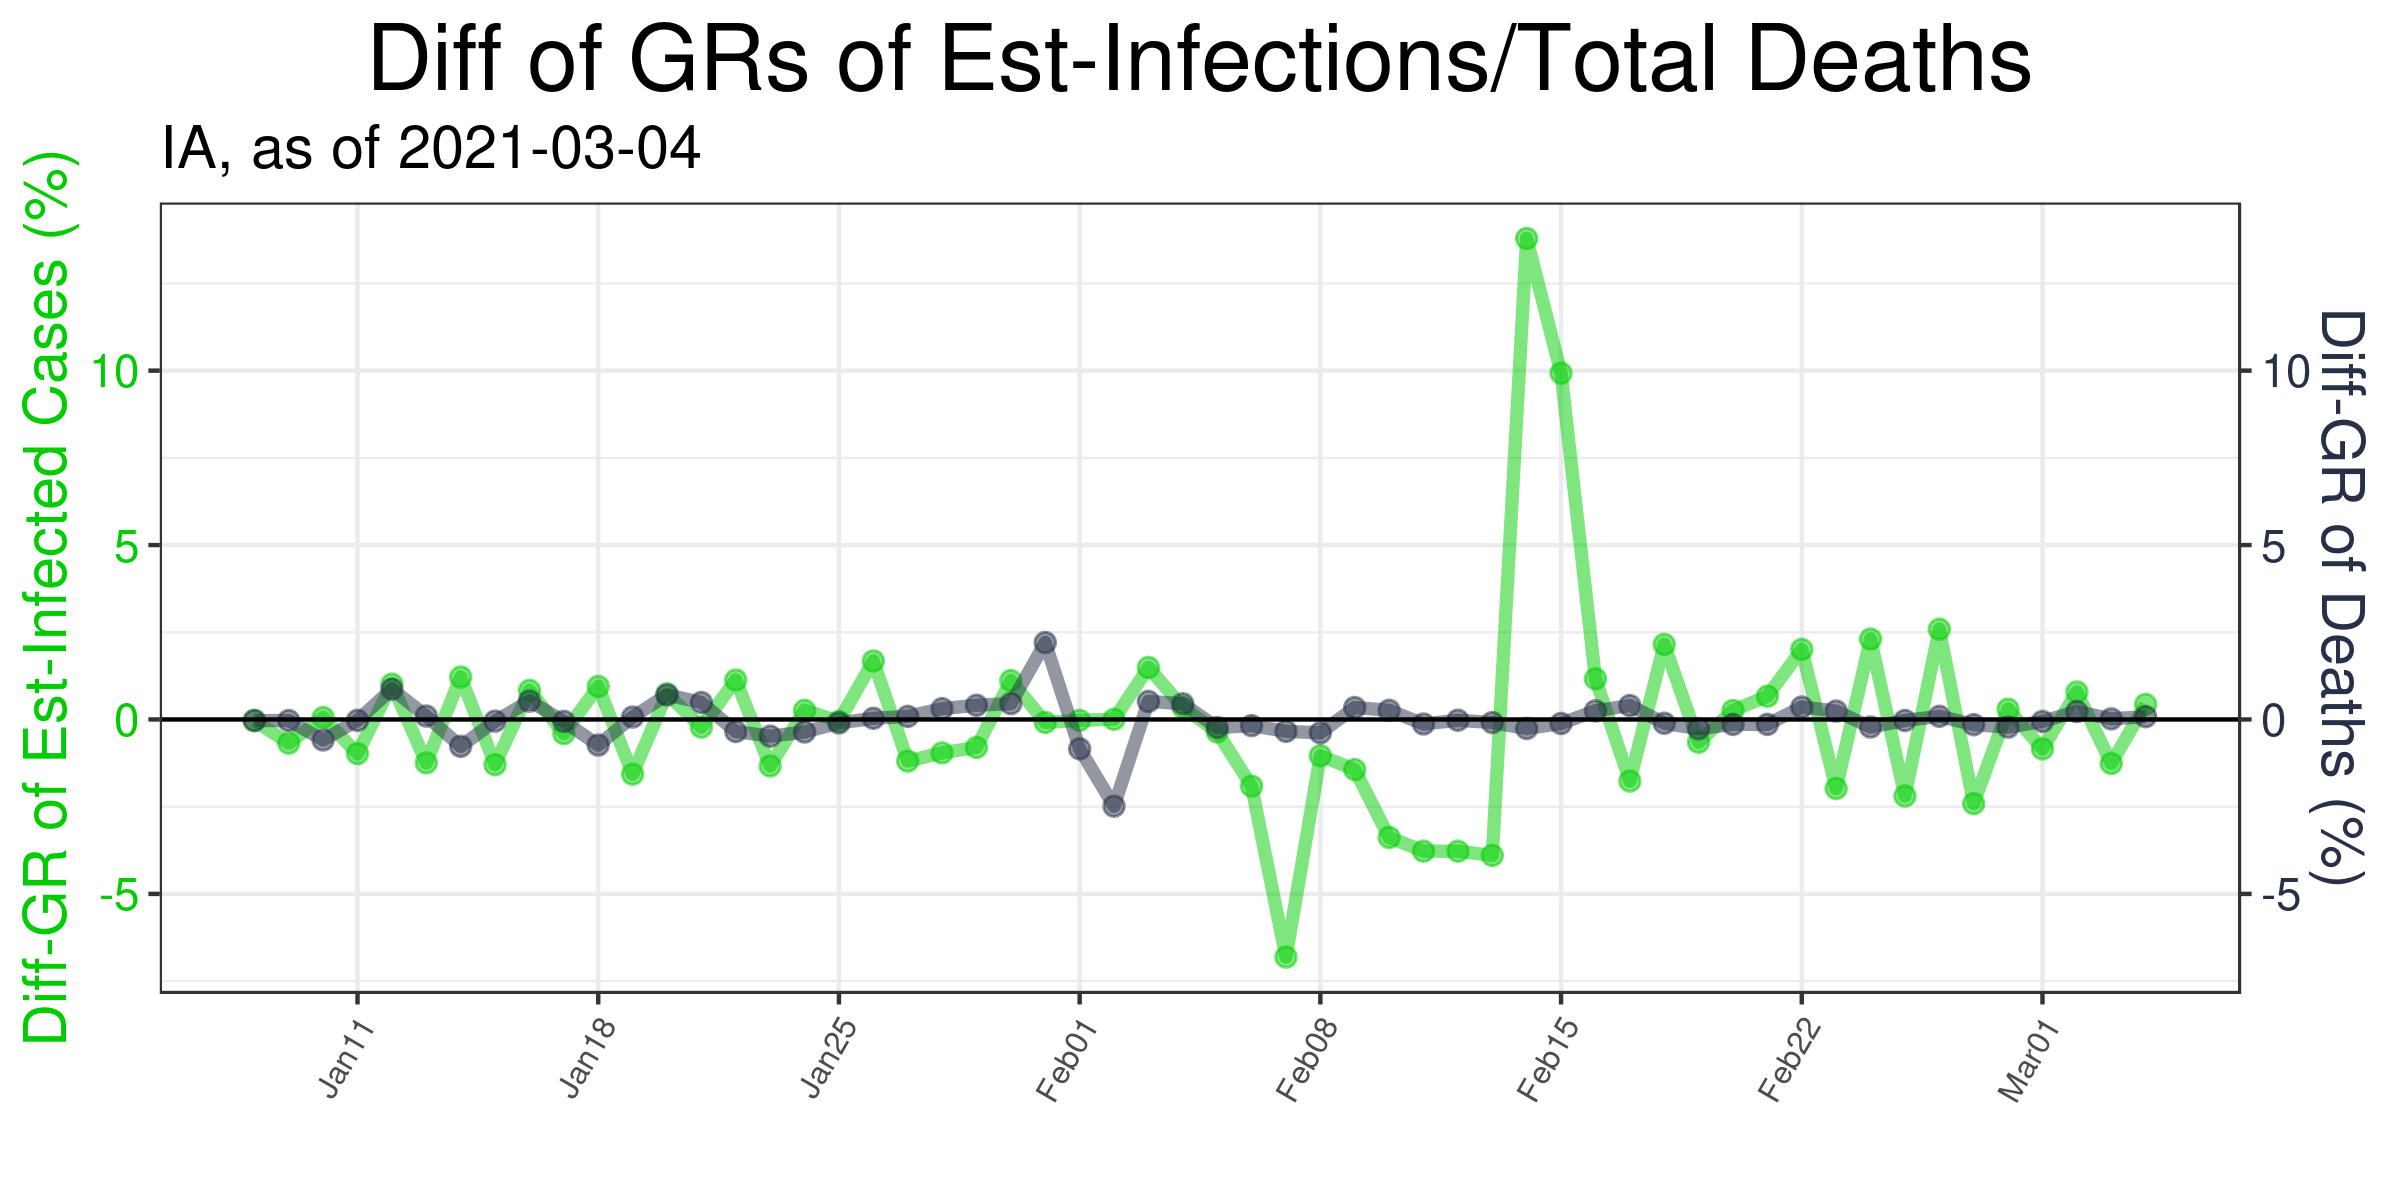 Diff of GRs of Est-Infections/Total Deaths
IA, as of 2021-03-04
Diff-GR of Est-Infected Cases (%)
10
5
0
-5
10
5
0
-5
Diff-GR of Deaths (%)
Jan11
Jan18
Jan25
Feb01
Feb08
Feb15
Feb22
Mar01